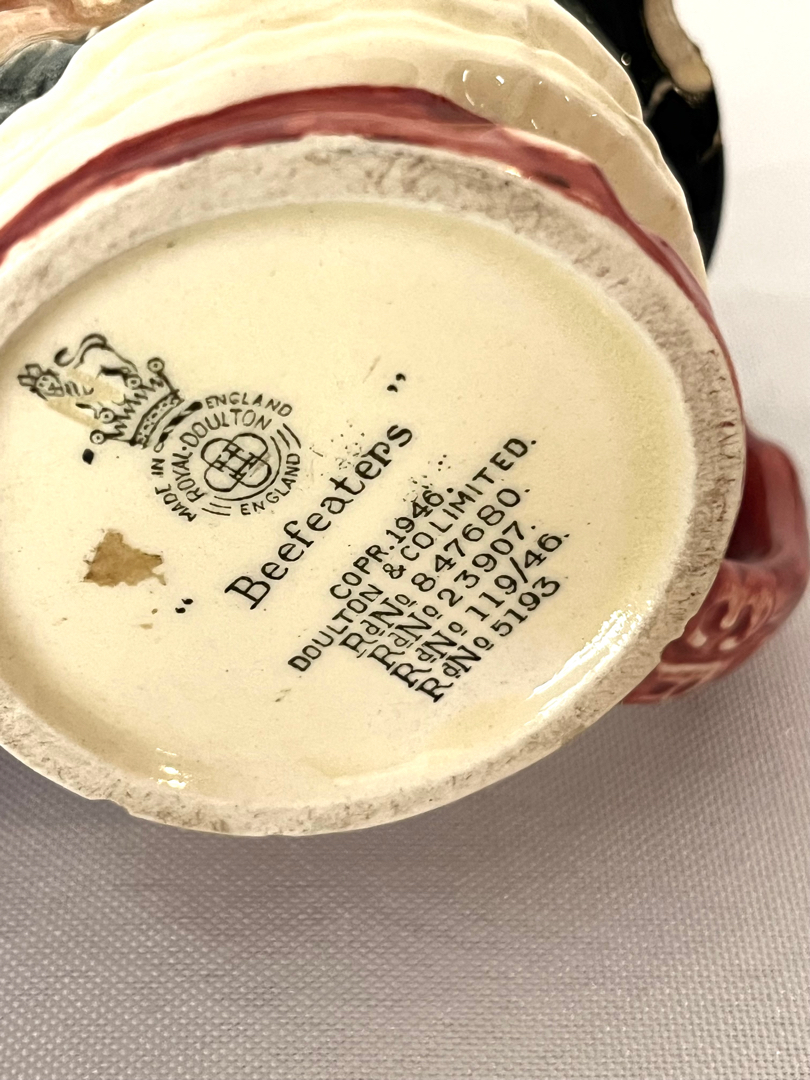 MADE IN ENGLAND
ROYAL·DOULTON
ENGLAND
"Beefeaters"
COPR.1946.
DOULTON & CO LIMITED.
RdNo 847680.
RdNo 23907.
RdNo 119/46.
RdNo 5193